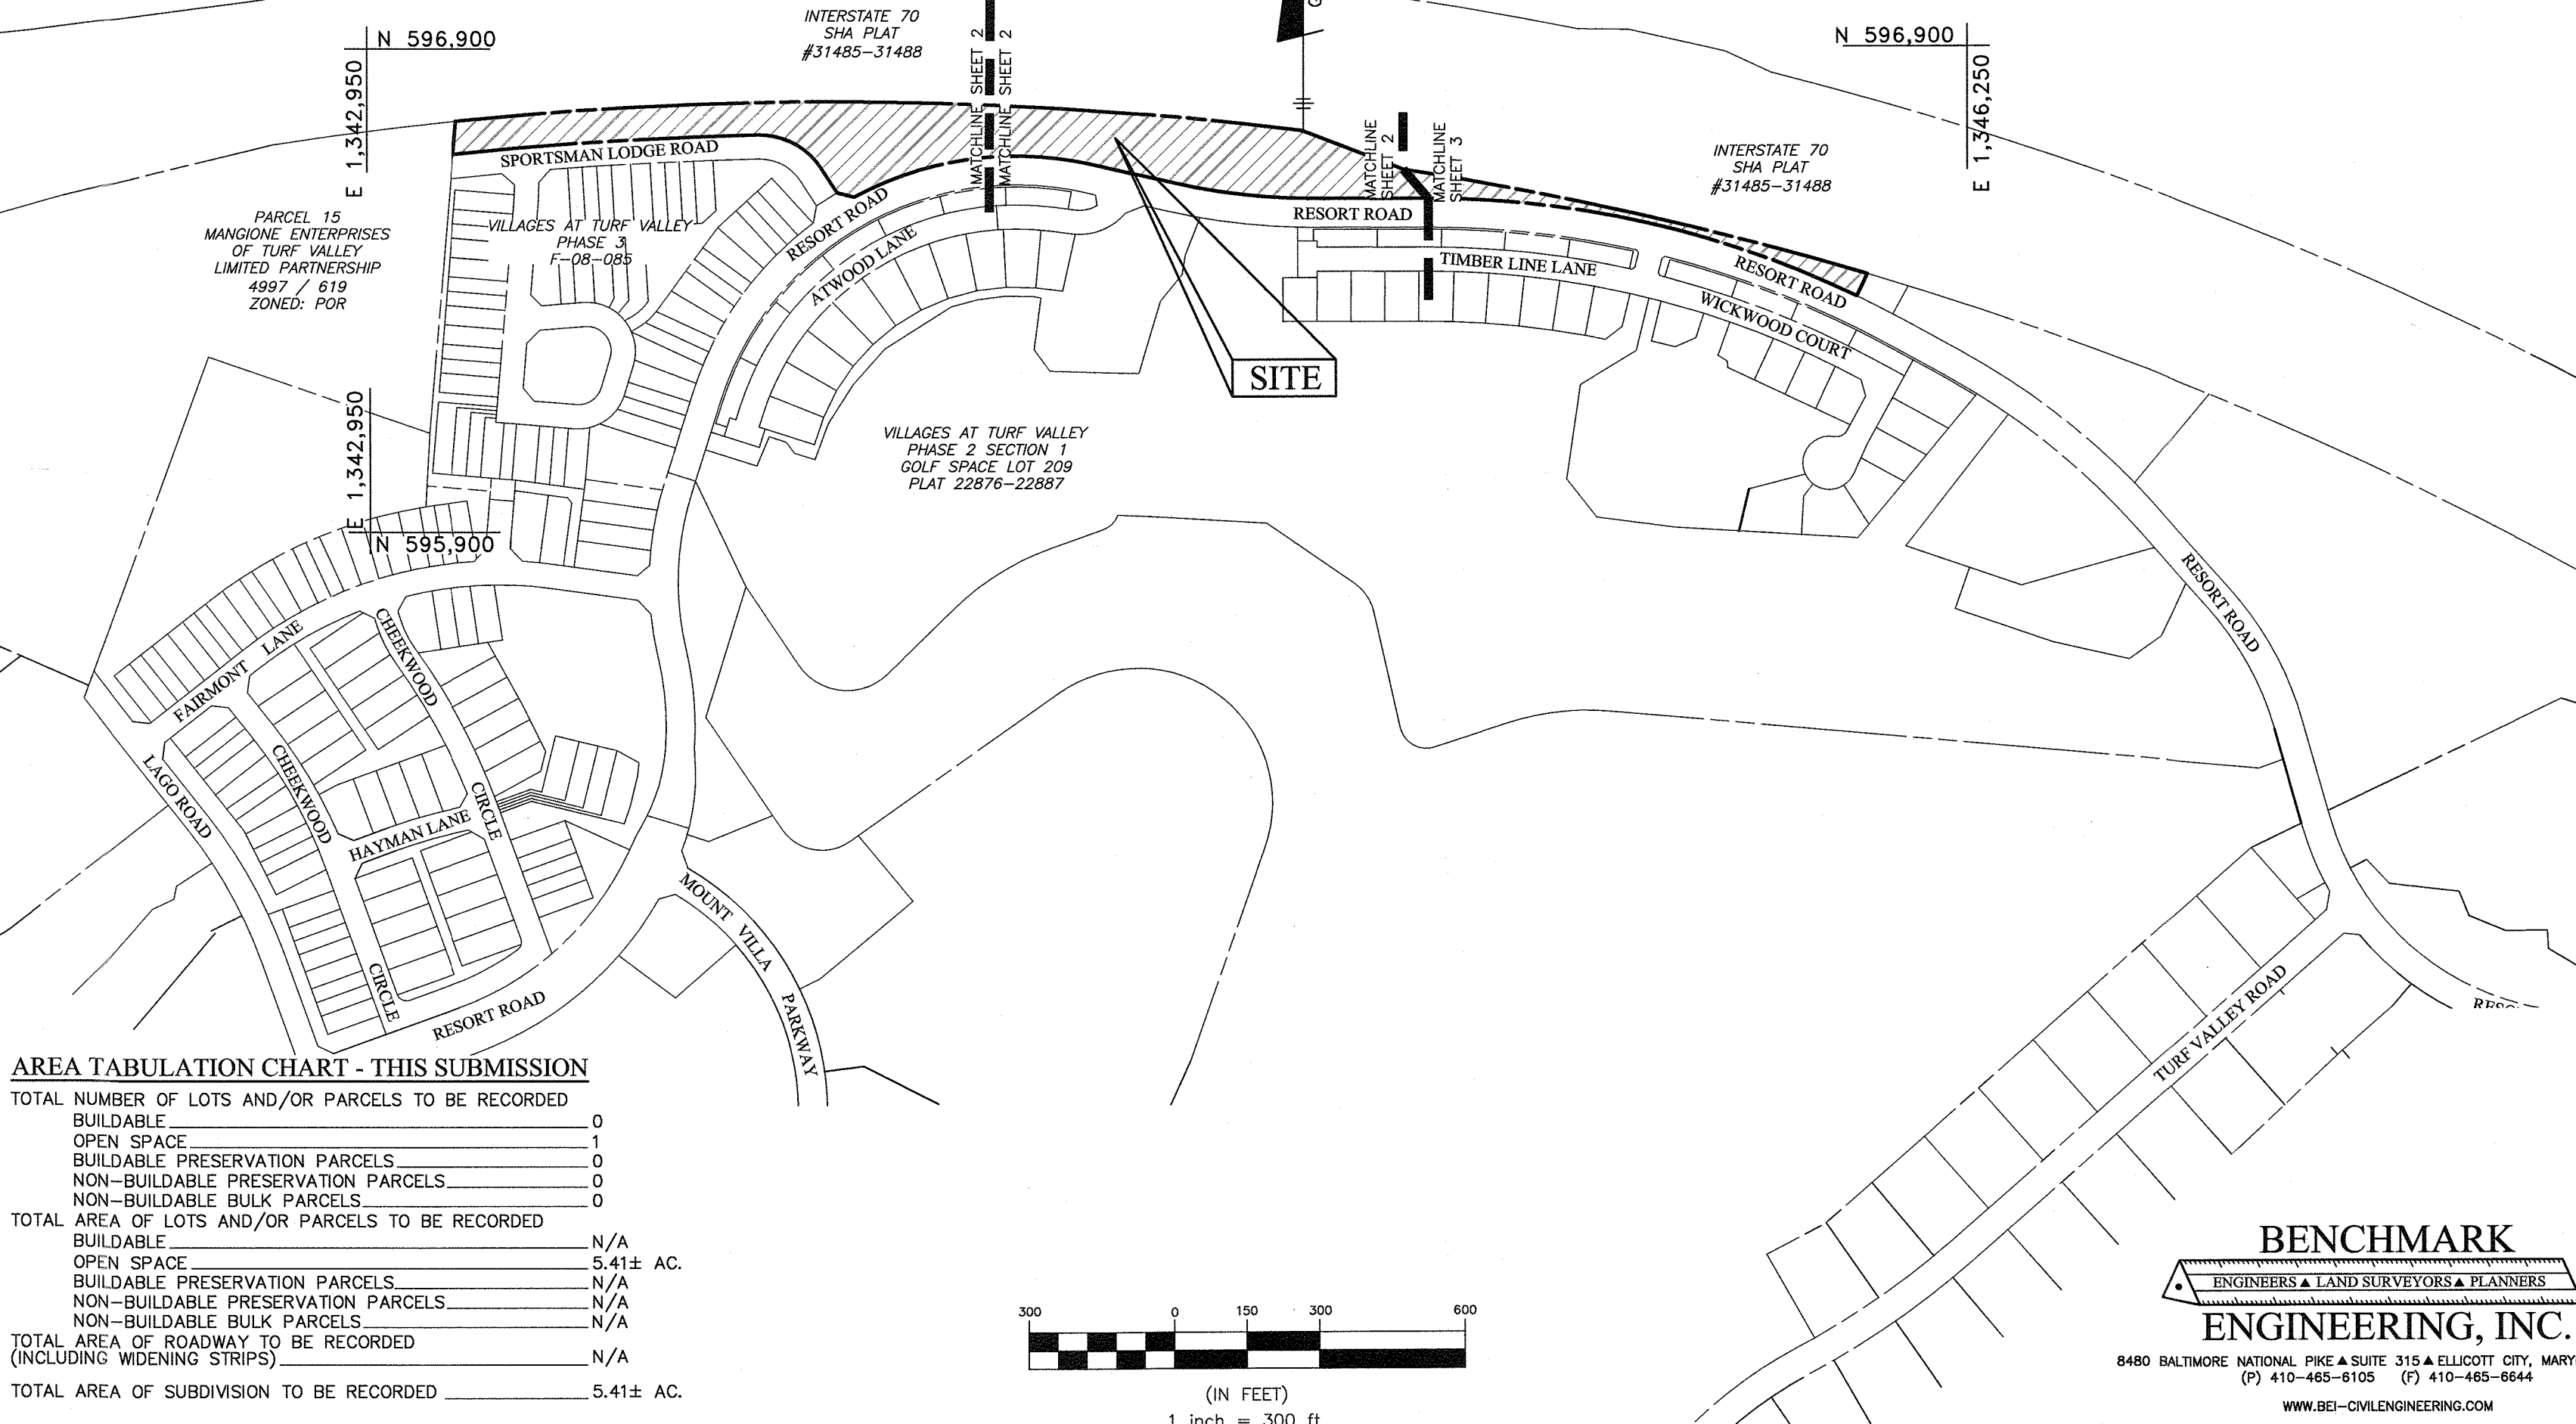 INTERSTATE 70
SHA PLAT
#31485-31488
N 596,900
E 1,342,950
MATCHLINE SHEET 2
MATCHLINE SHEET 2
G
N 596,900
E 1,346,250
SPORTSMAN LODGE ROAD
MATCHLINE
SHEET 2
MATCHLINE
SHEET 3
INTERSTATE 70
SHA PLAT
#31485-31488
PARCEL 15
MANGIONE ENTERPRISES
OF TURF VALLEY
LIMITED PARTNERSHIP
4997 / 619
ZONED: POR
VILLAGES AT TURF VALLEY
PHASE 3
F-08-085
RESORT ROAD
ATWOOD LANE
RESORT ROAD
TIMBER LINE LANE
RESORT ROAD
WICKWOOD COURT
SITE
E 1,342,950
N 595,900
VILLAGES AT TURF VALLEY
PHASE 2 SECTION 1
GOLF SPACE LOT 209
PLAT 22876-22887
RESORT ROAD
FAIRMONT LANE
CHEEKWOOD
CIRCLE
LAGO ROAD
CHEEKWOOD
CIRCLE
HAYMAN LANE
MOUNT VILLA PARKWAY
RESORT ROAD
TURF VALLEY ROAD
AREA TABULATION CHART - THIS SUBMISSION
TOTAL NUMBER OF LOTS AND/OR PARCELS TO BE RECORDED
BUILDABLE 0
OPEN SPACE 1
BUILDABLE PRESERVATION PARCELS 0
NON-BUILDABLE PRESERVATION PARCELS 0
NON-BUILDABLE BULK PARCELS 0
TOTAL AREA OF LOTS AND/OR PARCELS TO BE RECORDED
BUILDABLE N/A
OPEN SPACE 5.41± AC.
BUILDABLE PRESERVATION PARCELS N/A
NON-BUILDABLE PRESERVATION PARCELS N/A
NON-BUILDABLE BULK PARCELS N/A
TOTAL AREA OF ROADWAY TO BE RECORDED
(INCLUDING WIDENING STRIPS) N/A
TOTAL AREA OF SUBDIVISION TO BE RECORDED 5.41± AC.
300 0 150 300 600
(IN FEET)
1 inch = 300 ft
BENCHMARK
ENGINEERS ▲ LAND SURVEYORS ▲ PLANNERS
ENGINEERING, INC.
8480 BALTIMORE NATIONAL PIKE ▲ SUITE 315 ▲ ELLICOTT CITY, MARY
(P) 410-465-6105 (F) 410-465-6644
WWW.BEI-CIVILENGINEERING.COM